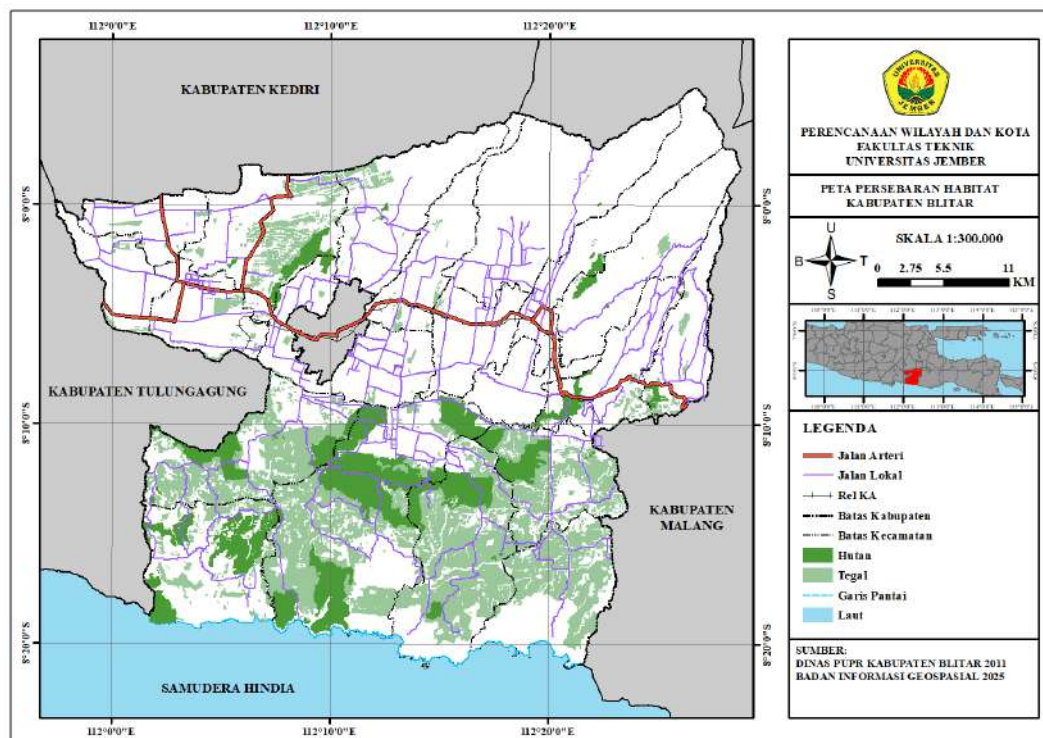 112°0'0"E
112°10'0"E
112°20'0"E
8°0'0"S
8°10'0"S
8°20'0"S
KABUPATEN KEDIRI
KABUPATEN TULUNGAGUNG
KABUPATEN
MALANG
SAMUDERA HINDIA
8°0'0"S
8°10'0"S
8°20'0"S
112°0'0"E
112°10'0"E
112°20'0"E
UNIVERSITAS
JEMBER
PERENCANAAN WILAYAH DAN KOTA
FAKULTAS TEKNIK
UNIVERSITAS JEMBER
PETA PERSEBARAN HABITAT
KABUPATEN BLITAR
U
B T
S
SKALA 1:300.000
0 2.75 5.5 11
KM
LEGENDA
Jalan Arteri
Jalan Lokal
Rel KA
Batas Kabupaten
Batas Kecamatan
Hutan
Tegal
Garis Pantai
Laut
SUMBER:
DINAS PUPR KABUPATEN BLITAR 2011
BADAN INFORMASI GEOSPASIAL 2025